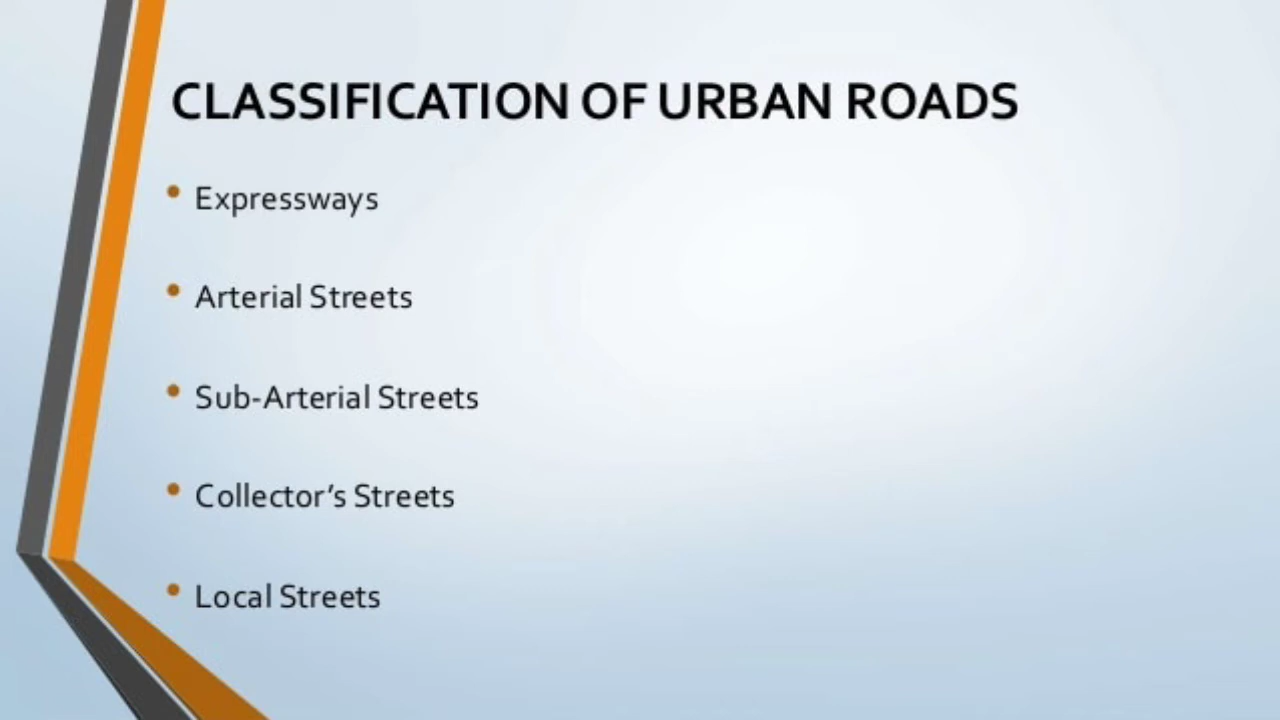 CLASSIFICATION OF URBAN ROADS
• Expressways
• Arterial Streets
• Sub-Arterial Streets
• Collector’s Streets
• Local Streets